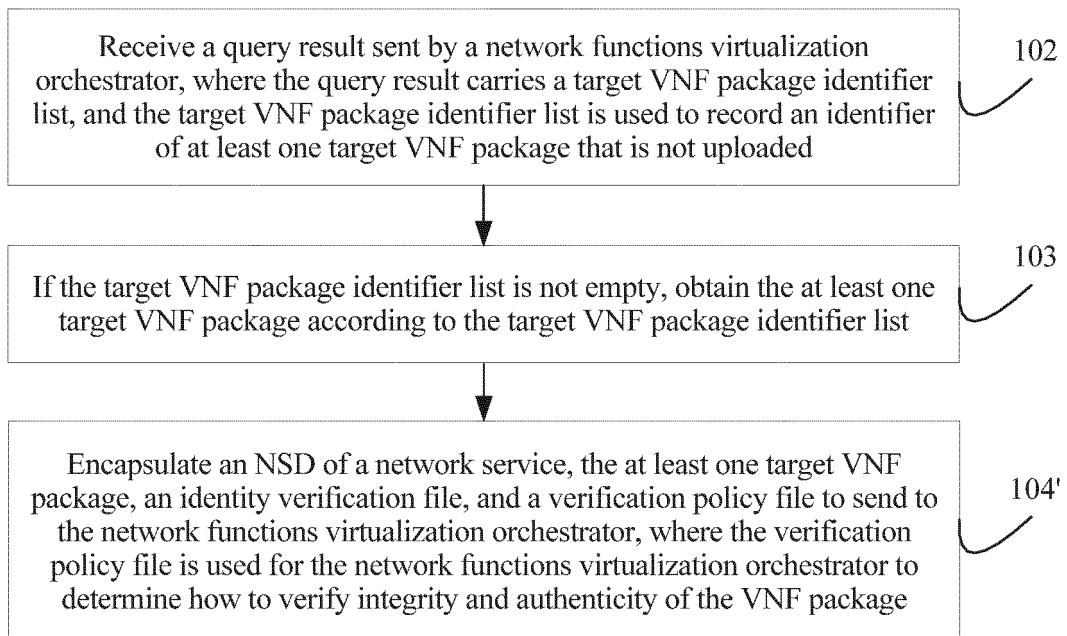 Receive a query result sent by a network functions virtualization
orchestrator, where the query result carries a target VNF package identifier
list, and the target VNF package identifier list is used to record an identifier
of at least one target VNF package that is not uploaded
102
If the target VNF package identifier list is not empty, obtain the at least one
target VNF package according to the target VNF package identifier list
103
Encapsulate an NSD of a network service, the at least one target VNF
package, an identity verification file, and a verification policy file to send to
the network functions virtualization orchestrator, where the verification
policy file is used for the network functions virtualization orchestrator to
determine how to verify integrity and authenticity of the VNF package
104'